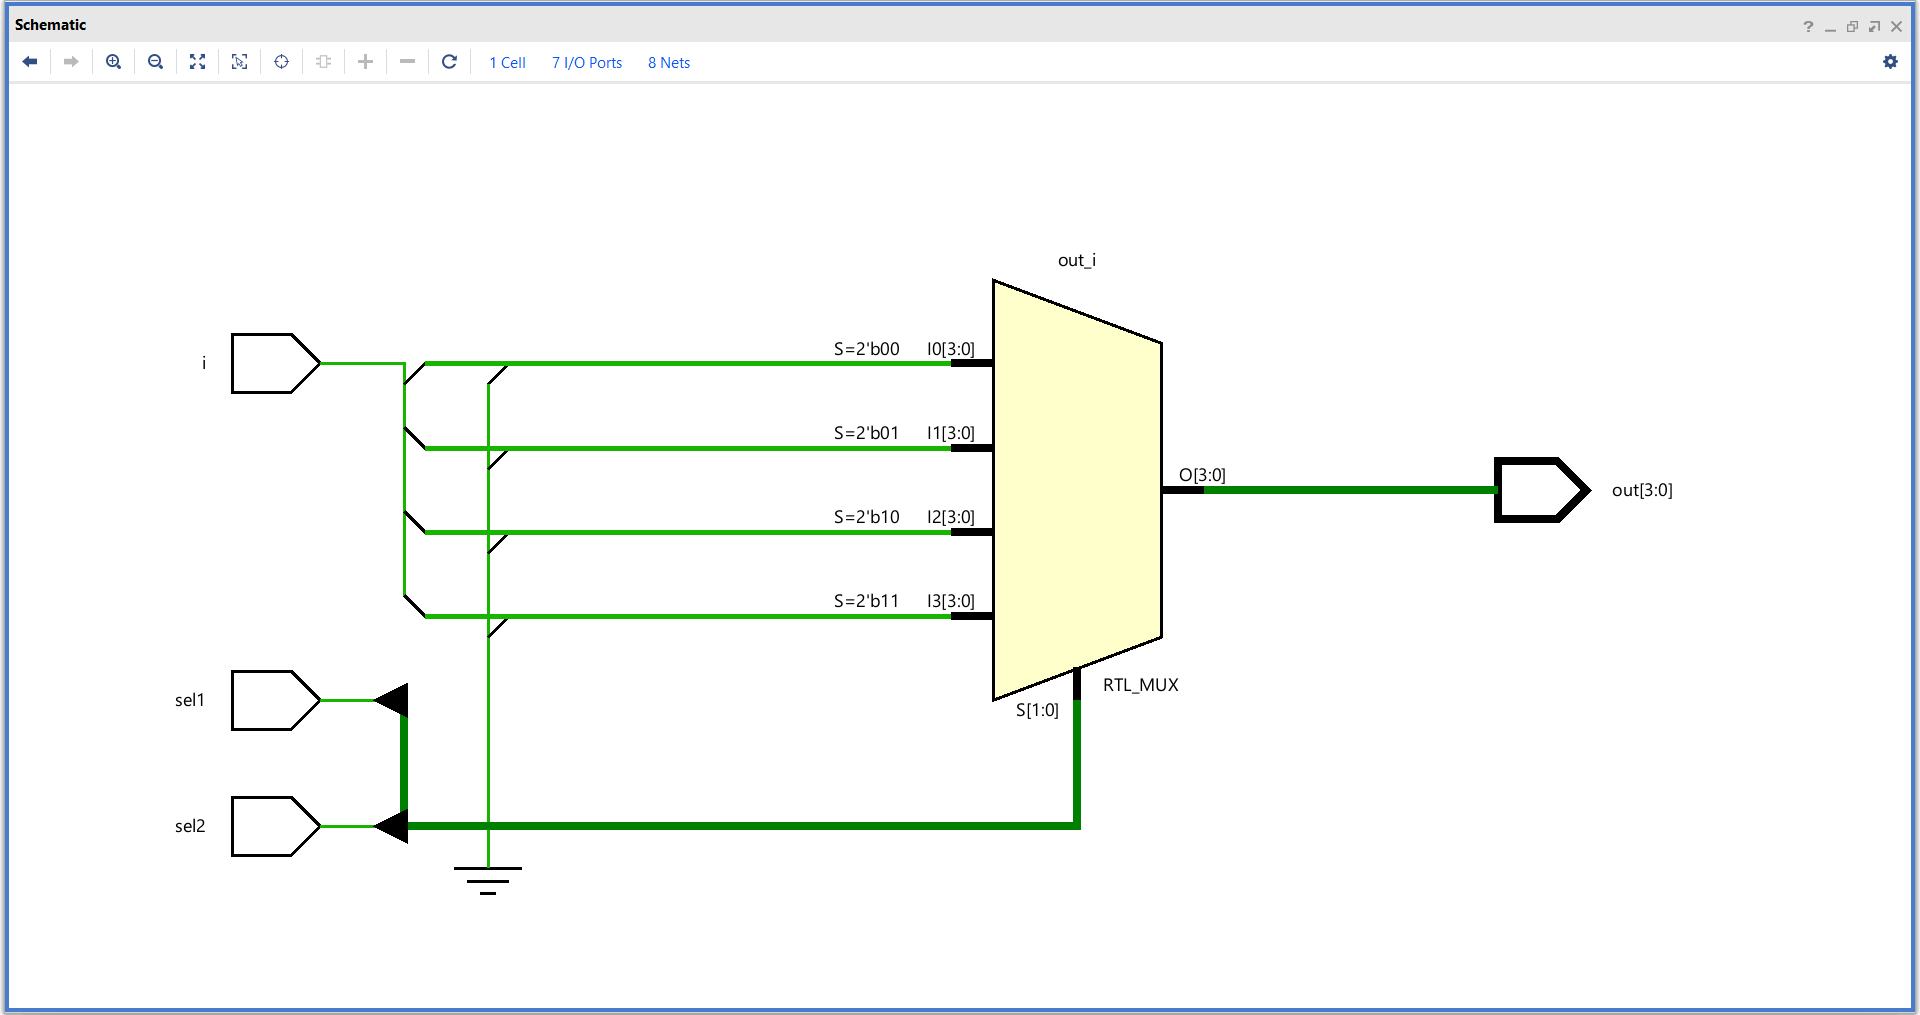 Schematic
1 Cell 7 I/O Ports 8 Nets
out_i
i
S=2'b00 I0[3:0]
S=2'b01 I1[3:0]
O[3:0]
out[3:0]
S=2'b10 I2[3:0]
S=2'b11 I3[3:0]
sel1
RTL_MUX
S[1:0]
sel2